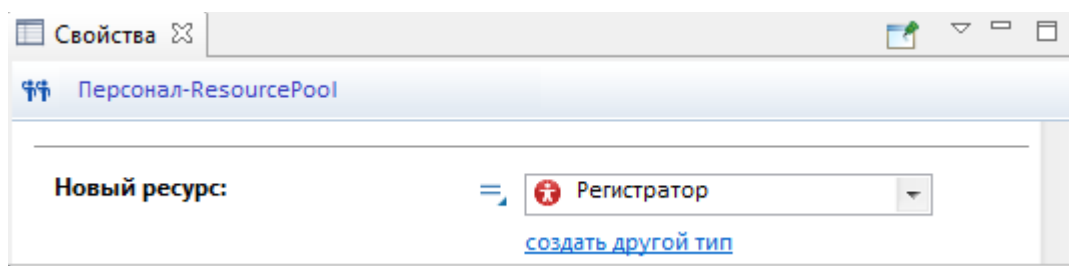 Свойства
Персонал-ResourcePool
Новый ресурс: Регистратор
создать другой тип